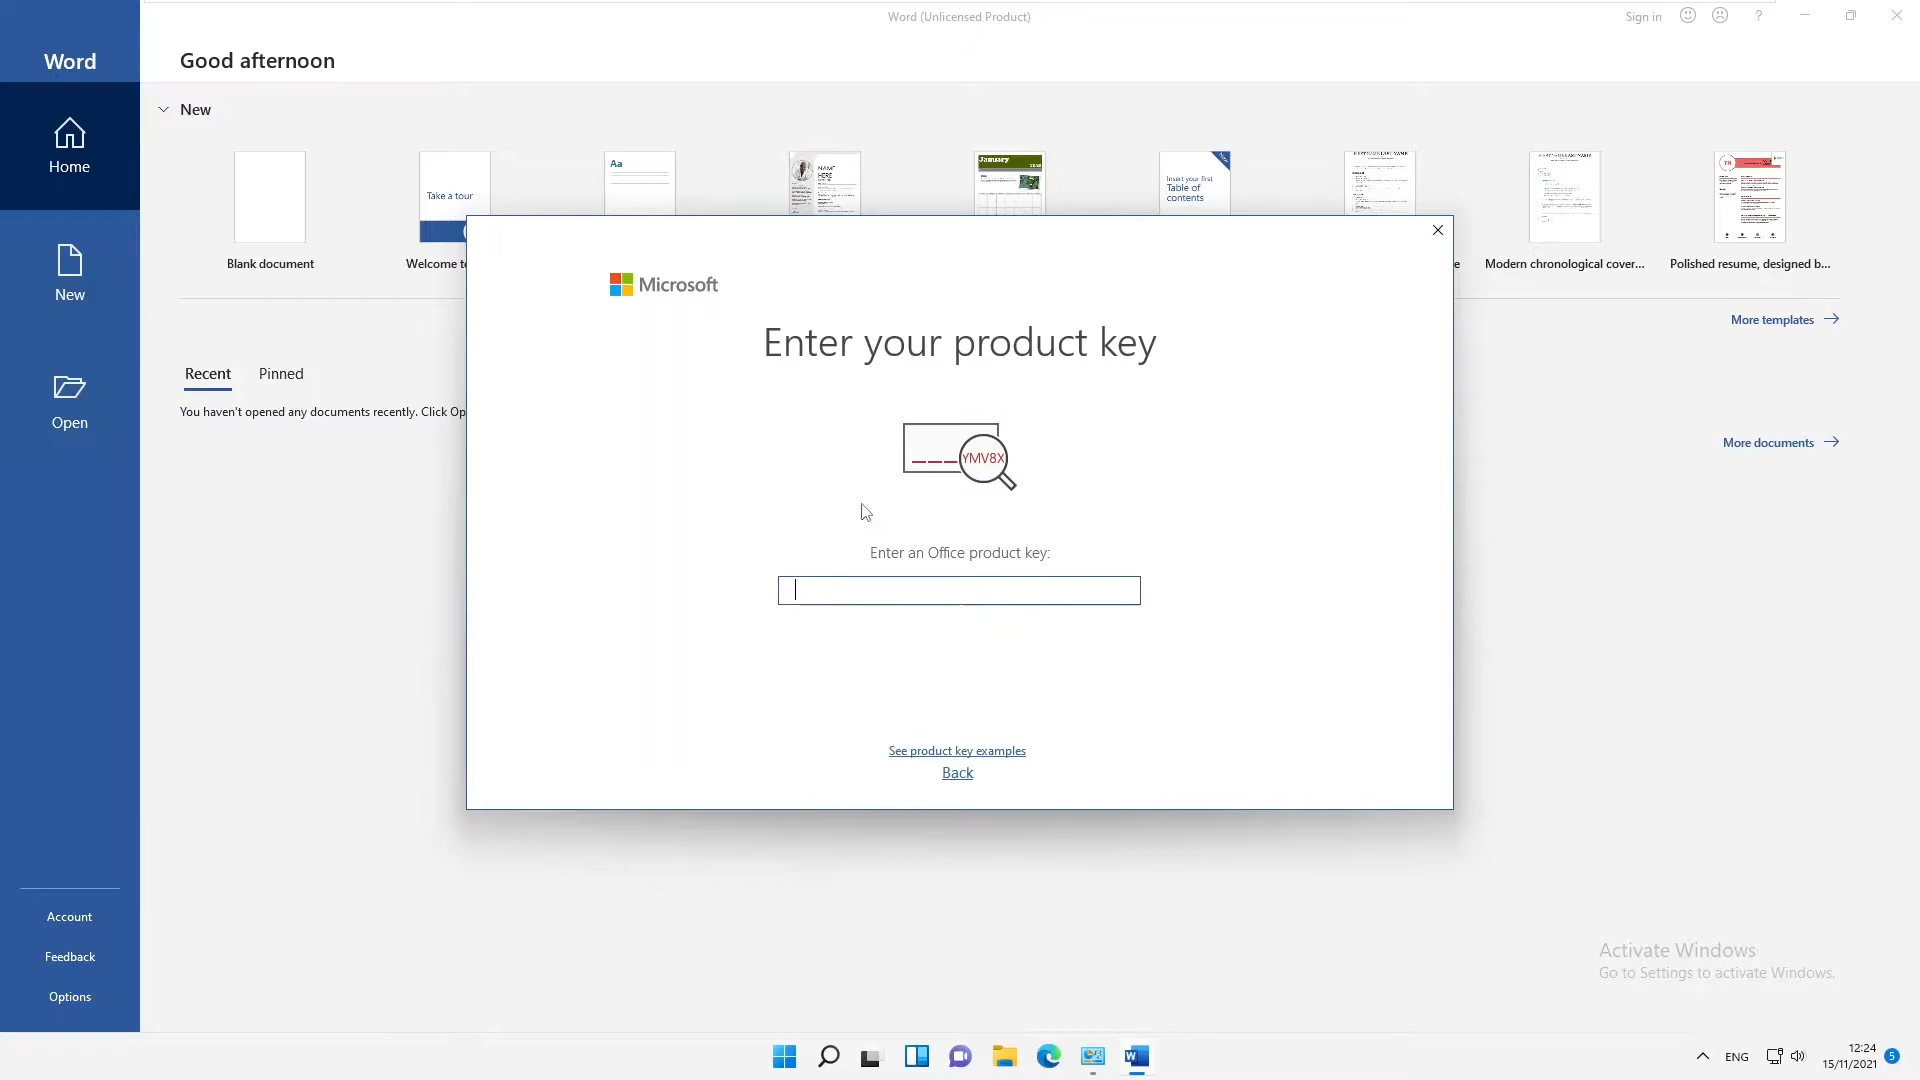 Word (Unlicensed Product)
Sign in
?
Word
Good afternoon
New
Home
Take a tour
Aa
NAME
HERE
January
Insert your first
Table of
contents
New
Blank document
Welcome to
e
Modern chronological cover...
Polished resume, designed b...
New
Microsoft
More templates
Enter your product key
Recent
Pinned
You haven't opened any documents recently. Click Op
Open
More documents
YMV8X
Enter an Office product key:
See product key examples
Back
Account
Feedback
Options
Activate Windows
Go to Settings to activate Windows.
ENG
12:24
15/11/2021
5